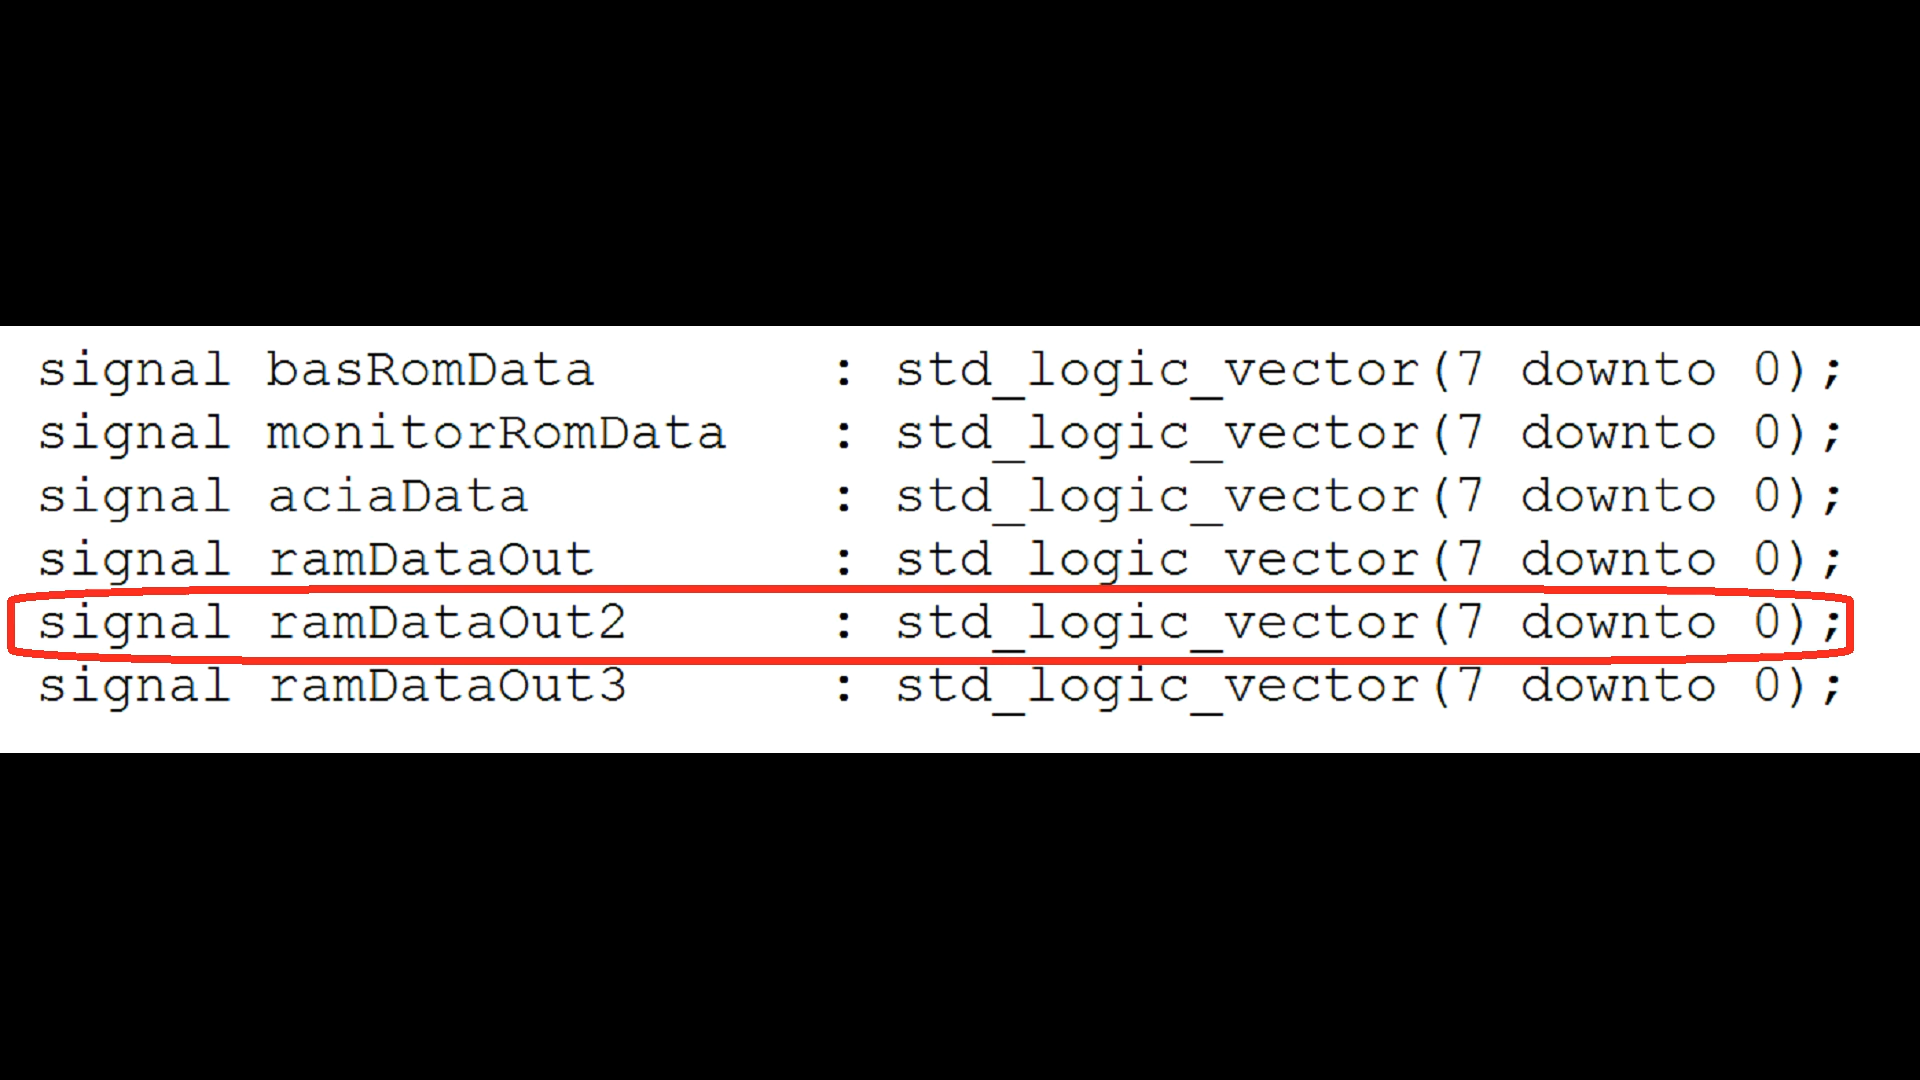 signal basRomData : std_logic_vector(7 downto 0);
signal monitorRomData : std_logic_vector(7 downto 0);
signal aciaData : std_logic_vector(7 downto 0);
signal ramDataOut : std_logic_vector(7 downto 0);
signal ramDataOut2 : std_logic_vector(7 downto 0);
signal ramDataOut3 : std_logic_vector(7 downto 0);